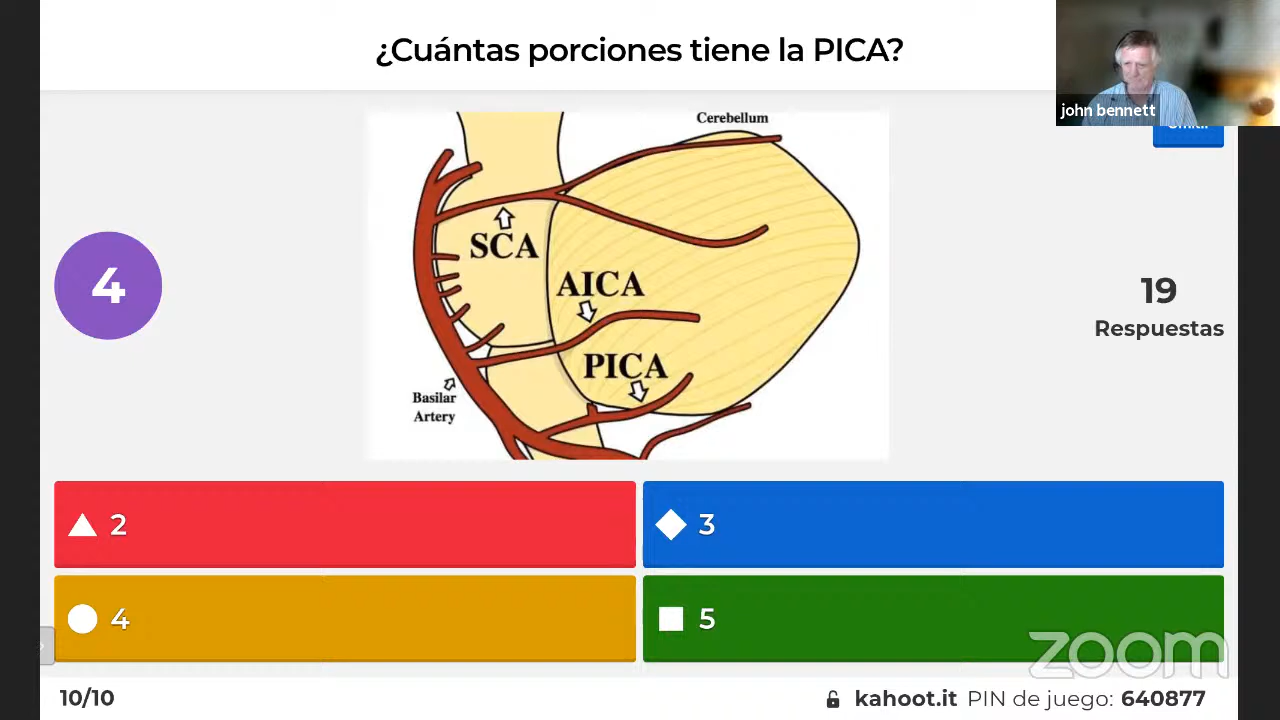 ¿Cuántas porciones tiene la PICA?
john bennett
Omitir
Cerebellum
4
SCA
AICA
PICA
Basilar
Artery
19
Respuestas
2
3
4
5
zoom
10/10
kahoot.it PIN de juego: 640877